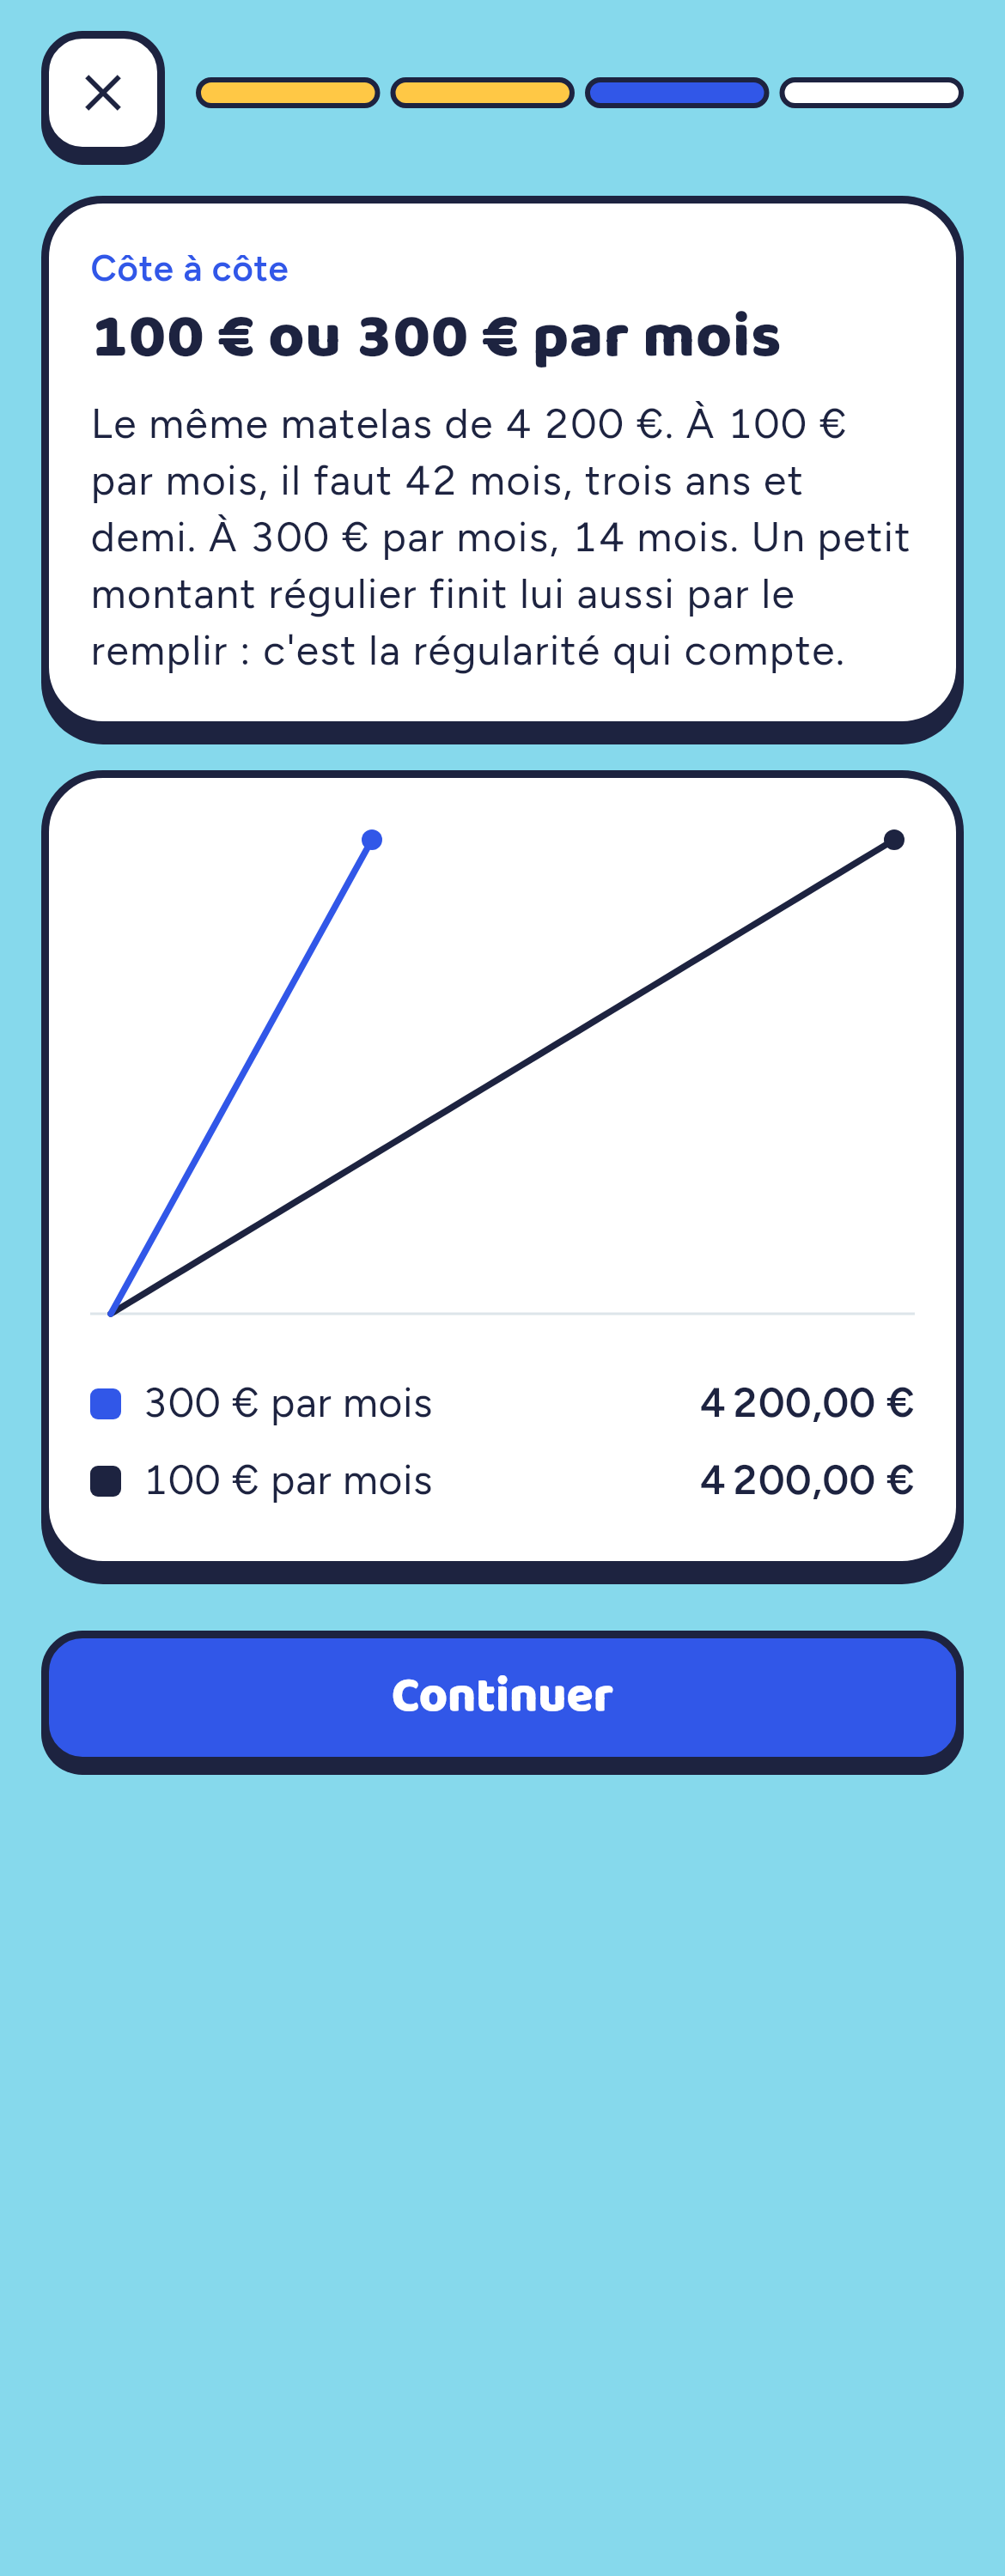 Côte à côte
100 € ou 300 € par mois
Le même matelas de 4 200 €. À 100 €
par mois, il faut 42 mois, trois ans et
demi. À 300 € par mois, 14 mois. Un petit
montant régulier finit lui aussi par le
remplir : c'est la régularité qui compte.
300 € par mois 4 200,00 €
100 € par mois 4 200,00 €
Continuer